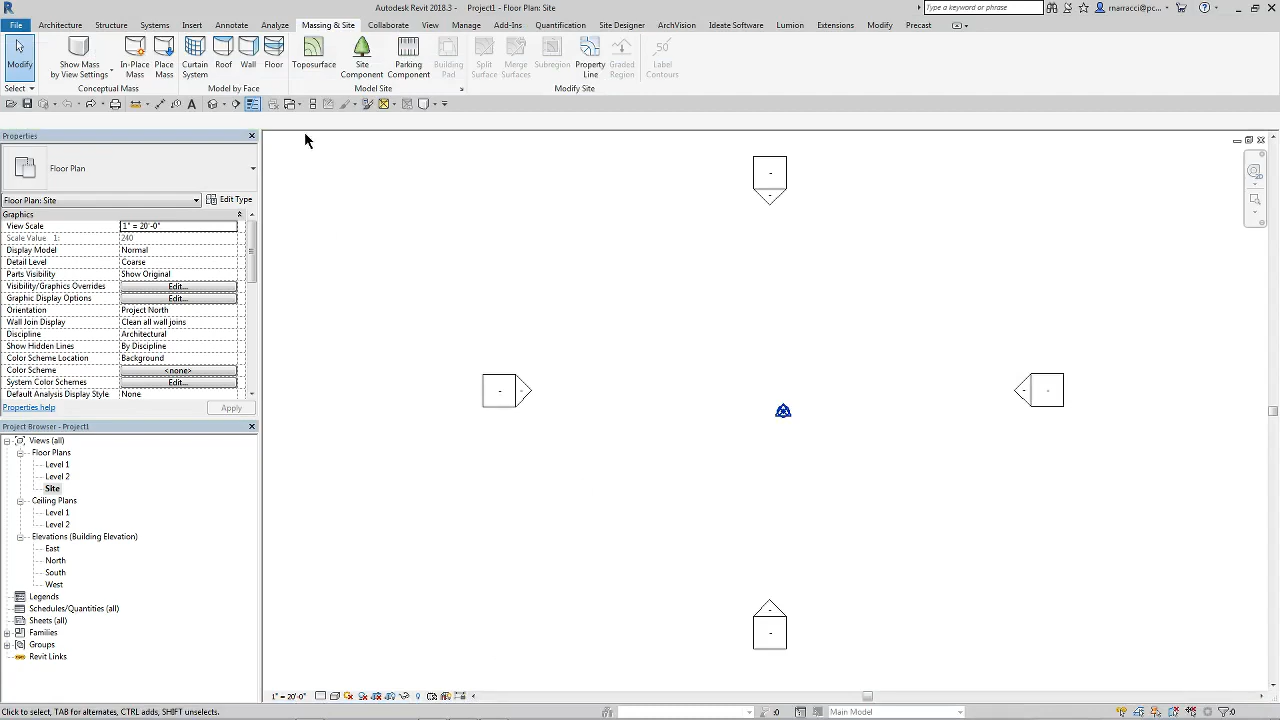 Autodesk Revit 2018.3 - Project1 - Floor Plan: Site
Type a keyword or phrase
rnarracci@pc...
File Architecture Structure Systems Insert Annotate Analyze Massing & Site Collaborate View Manage Add-Ins Quantification Site Designer ArchVision Ideate Software Lumion Extensions Modify Precast
Modify
Show Mass
by View Settings
In-Place
Mass
Place
Mass
Curtain
System
Roof
Wall
Floor
Toposurface
Site
Component
Parking
Component
Building
Pad
Split
Surface
Merge
Surfaces
Subregion
Property
Line
Graded
Region
Label
Contours
Select
Conceptual Mass
Model by Face
Model Site
Modify Site
Properties
Floor Plan
Floor Plan: Site
Edit Type
Graphics
View Scale 1" = 20'-0"
Scale Value 1: 240
Display Model Normal
Detail Level Coarse
Parts Visibility Show Original
Visibility/Graphics Overrides Edit...
Graphic Display Options Edit...
Orientation Project North
Wall Join Display Clean all wall joins
Discipline Architectural
Show Hidden Lines By Discipline
Color Scheme Location Background
Color Scheme <none>
System Color Schemes Edit...
Default Analysis Display Style None
Properties help Apply
Project Browser - Project1
Views (all)
Floor Plans
Level 1
Level 2
Site
Ceiling Plans
Level 1
Level 2
Elevations (Building Elevation)
East
North
South
West
Legends
Schedules/Quantities (all)
Sheets (all)
Families
Groups
Revit Links
1" = 20'-0"
Click to select, TAB for alternates, CTRL adds, SHIFT unselects.
:0
Main Model
:0